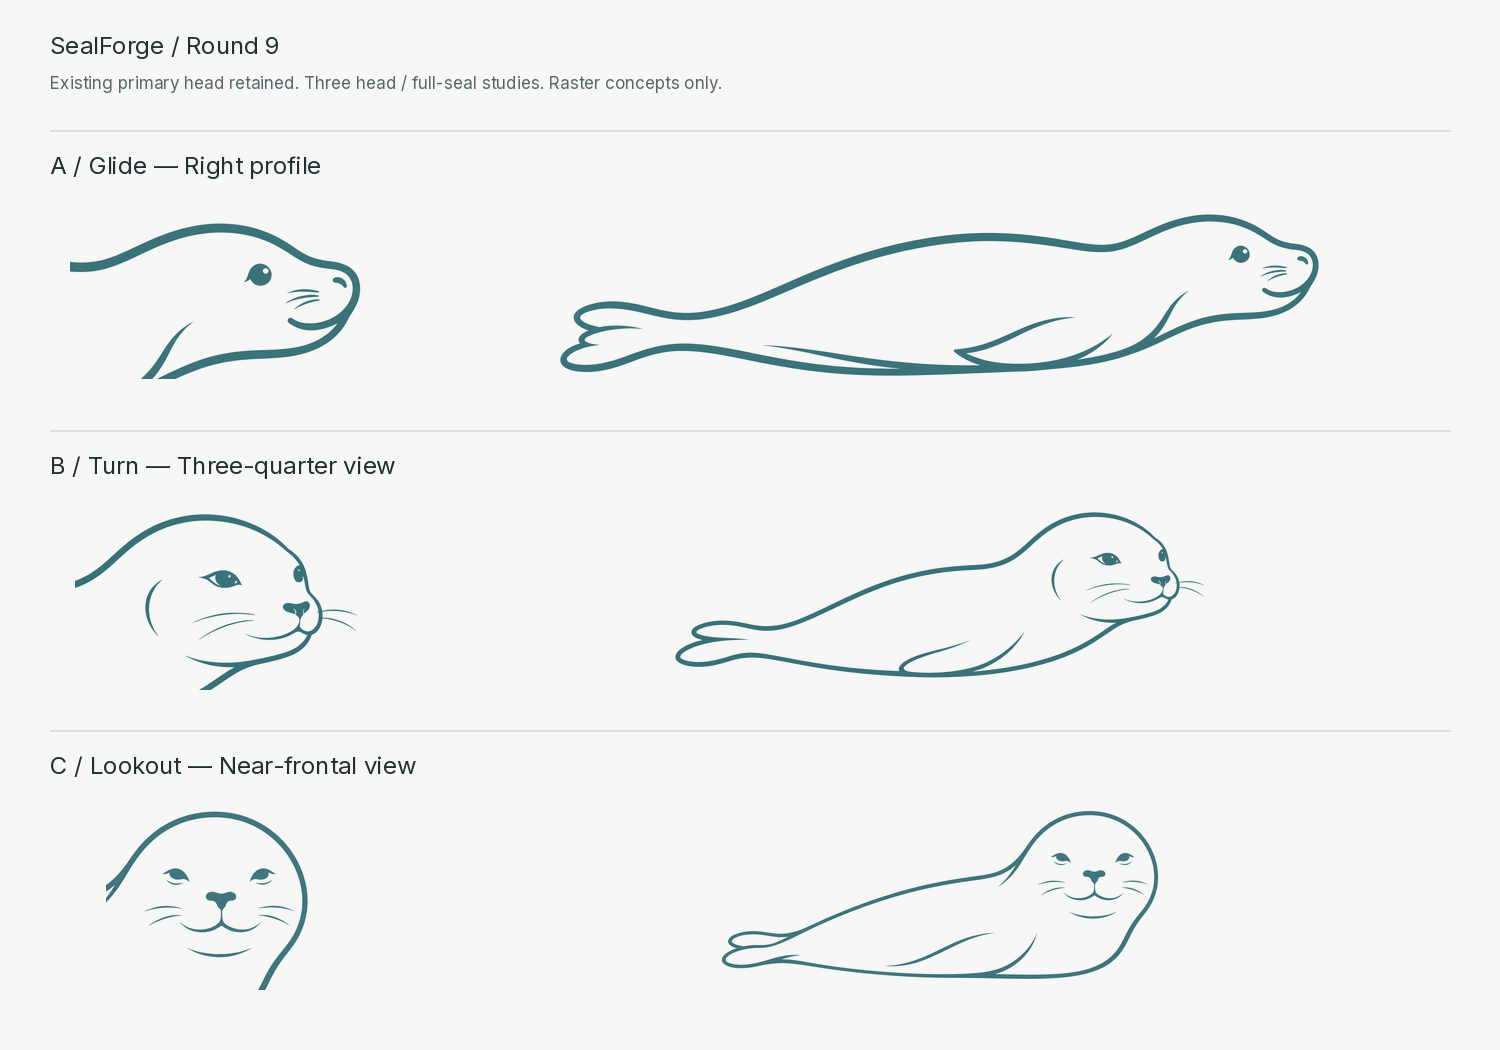 SealForge / Round 9
Existing primary head retained. Three head / full-seal studies. Raster concepts only.
A / Glide — Right profile
B / Turn — Three-quarter view
C / Lookout — Near-frontal view